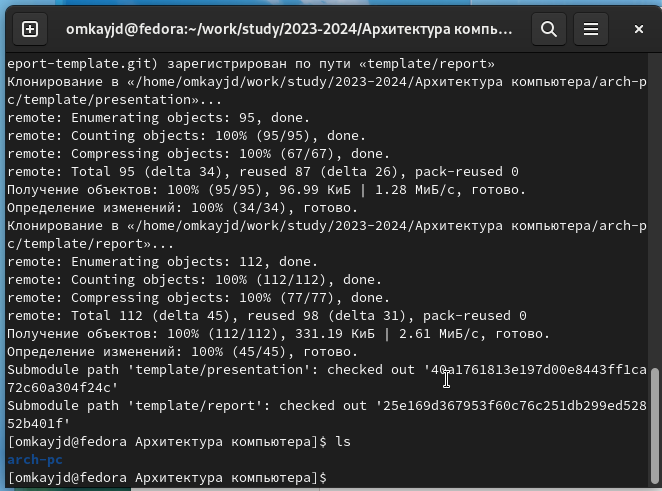 omkayjd@fedora:~/work/study/2023-2024/Архитектура компь...
eport-template.git) зарегистрирован по пути «template/report»
Клонирование в «/home/omkayjd/work/study/2023-2024/Архитектура компьютера/arch-p
c/template/presentation»...
remote: Enumerating objects: 95, done.
remote: Counting objects: 100% (95/95), done.
remote: Compressing objects: 100% (67/67), done.
remote: Total 95 (delta 34), reused 87 (delta 26), pack-reused 0
Получение объектов: 100% (95/95), 96.99 КиБ | 1.28 МиБ/с, готово.
Определение изменений: 100% (34/34), готово.
Клонирование в «/home/omkayjd/work/study/2023-2024/Архитектура компьютера/arch-p
c/template/report»...
remote: Enumerating objects: 112, done.
remote: Counting objects: 100% (112/112), done.
remote: Compressing objects: 100% (77/77), done.
remote: Total 112 (delta 45), reused 98 (delta 31), pack-reused 0
Получение объектов: 100% (112/112), 331.19 КиБ | 2.61 МиБ/с, готово.
Определение изменений: 100% (45/45), готово.
Submodule path 'template/presentation': checked out '40a1761813e197d00e8443ff1ca
72c60a304f24c'
Submodule path 'template/report': checked out '25e169d367953f60c76c251db299ed528
52b401f'
[omkayjd@fedora Архитектура компьютера]$ ls
arch-pc
[omkayjd@fedora Архитектура компьютера]$